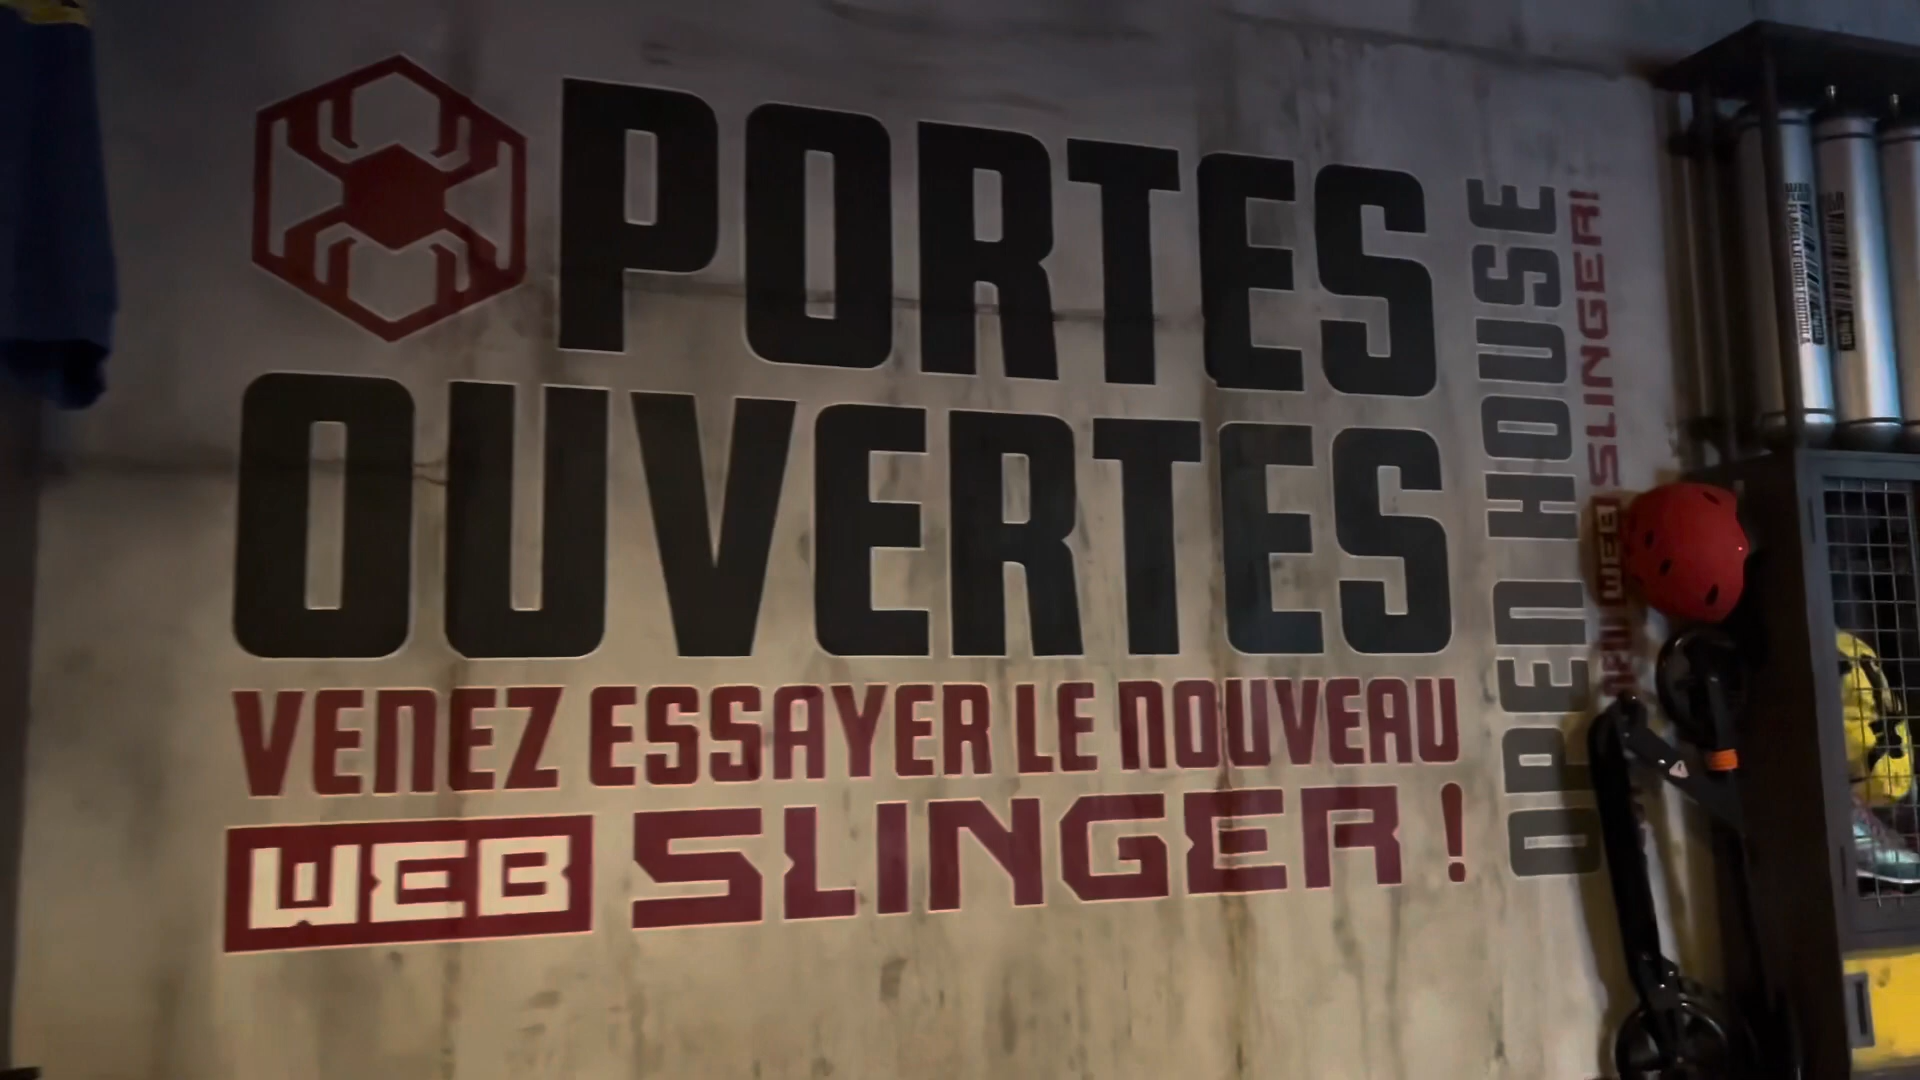 PORTES
OUVERTES
VENEZ ESSAYER LE NOUVEAU
WEB SLINGER !
OPEN HOUSE
WEB SLINGER!